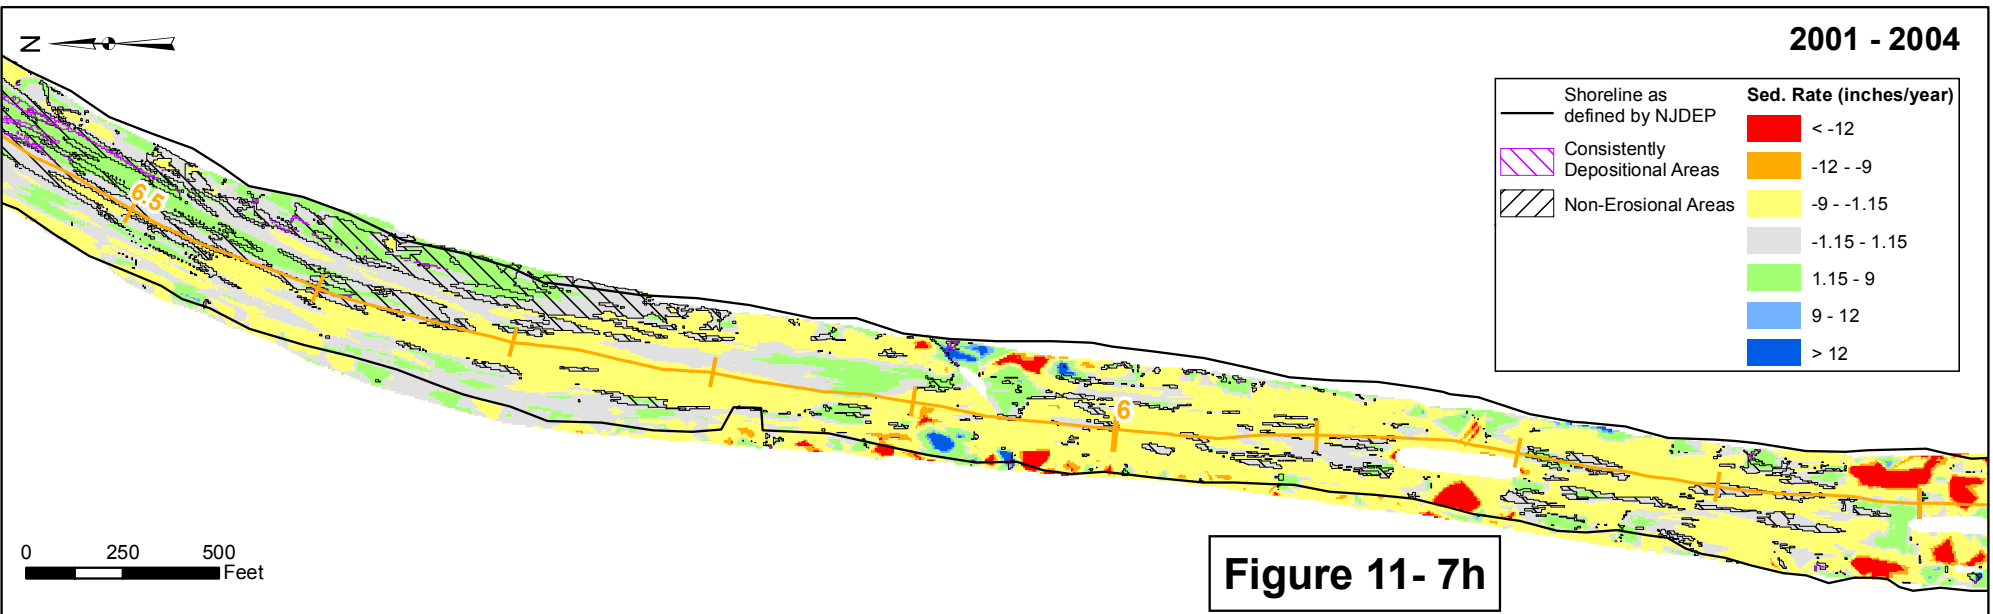 N
2001 - 2004
Shoreline as
defined by NJDEP
Consistently
Depositional Areas
Non-Erosional Areas
Sed. Rate (inches/year)
< -12
-12 - -9
-9 - -1.15
-1.15 - 1.15
1.15 - 9
9 - 12
> 12
6.5
6
0 250 500
Feet
Figure 11- 7h